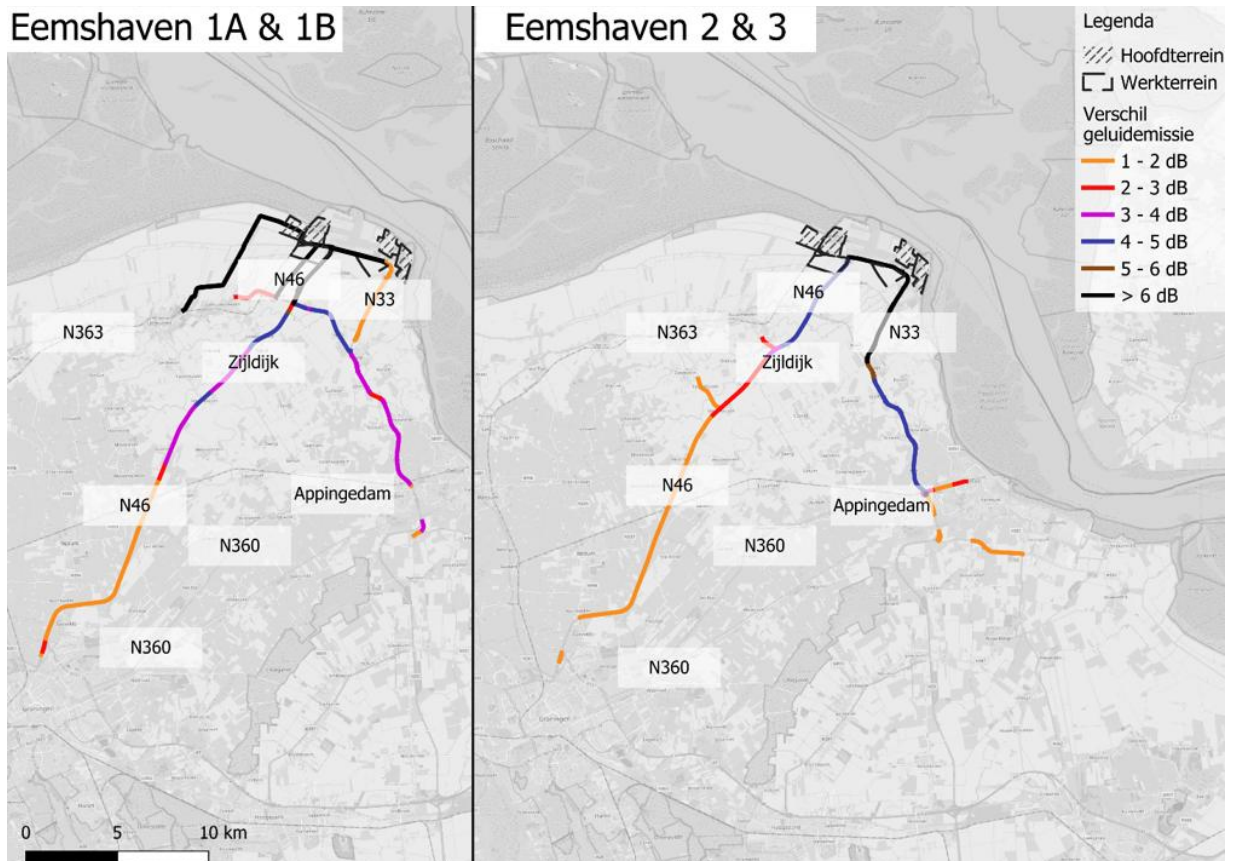 Eemshaven 1A & 1B
Eemshaven 2 & 3
Legenda
Hoofdterrein
Werkterrein
Verschil
geluidemissie
1 - 2 dB
2 - 3 dB
3 - 4 dB
4 - 5 dB
5 - 6 dB
> 6 dB
N46
N33
N363
Zijldijk
Appingedam
N46
N360
N360
N46
N33
N363
Zijldijk
N46
Appingedam
N360
N360
0 5 10 km